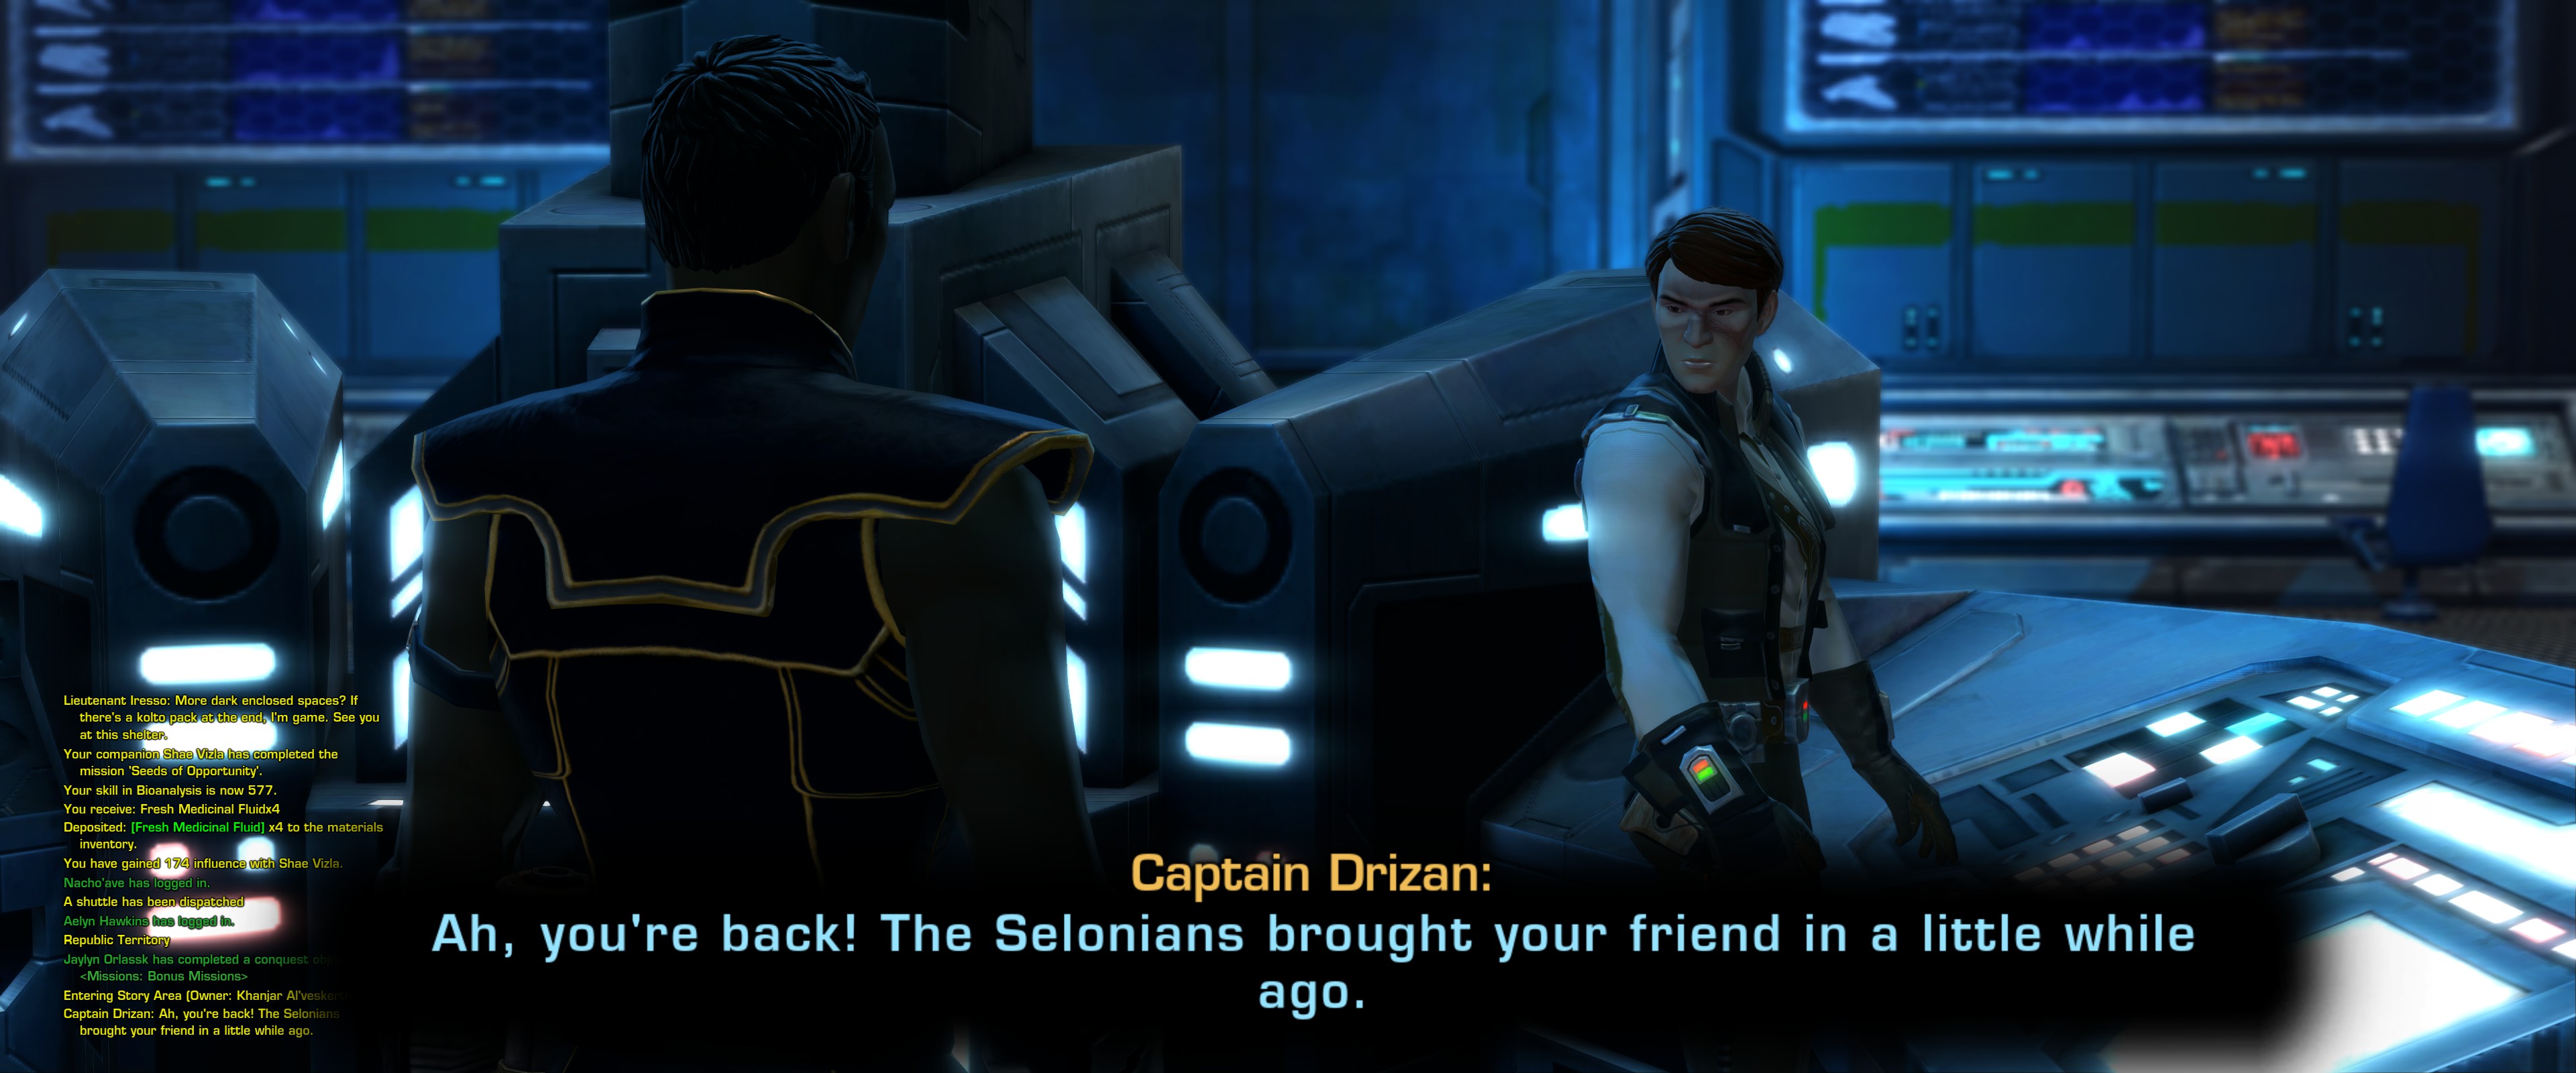 Lieutenant Iresso: More dark enclosed spaces? If
there's a kolto pack at the end, I'm game. See you
at this shelter.
Your companion Shae Vizla has completed the
mission 'Seeds of Opportunity'.
Your skill in Bioanalysis is now 577.
You receive: Fresh Medicinal Fluidx4
Deposited: [Fresh Medicinal Fluid] x4 to the materials
inventory.
You have gained 174 influence with Shae Vizla.
Nacho'ave has logged in.
A shuttle has been dispatched
Aelyn Hawkins has logged in.
Republic Territory
Jaylyn Orlassk has completed a conquest
<Missions: Bonus Missions>
Entering Story Area (Owner: Khanjar
Captain Drizan: Ah, you're back! The Selonians
brought your friend in a little while ago.
Captain Drizan:
Ah, you're back! The Selonians brought your friend in a little while
ago.